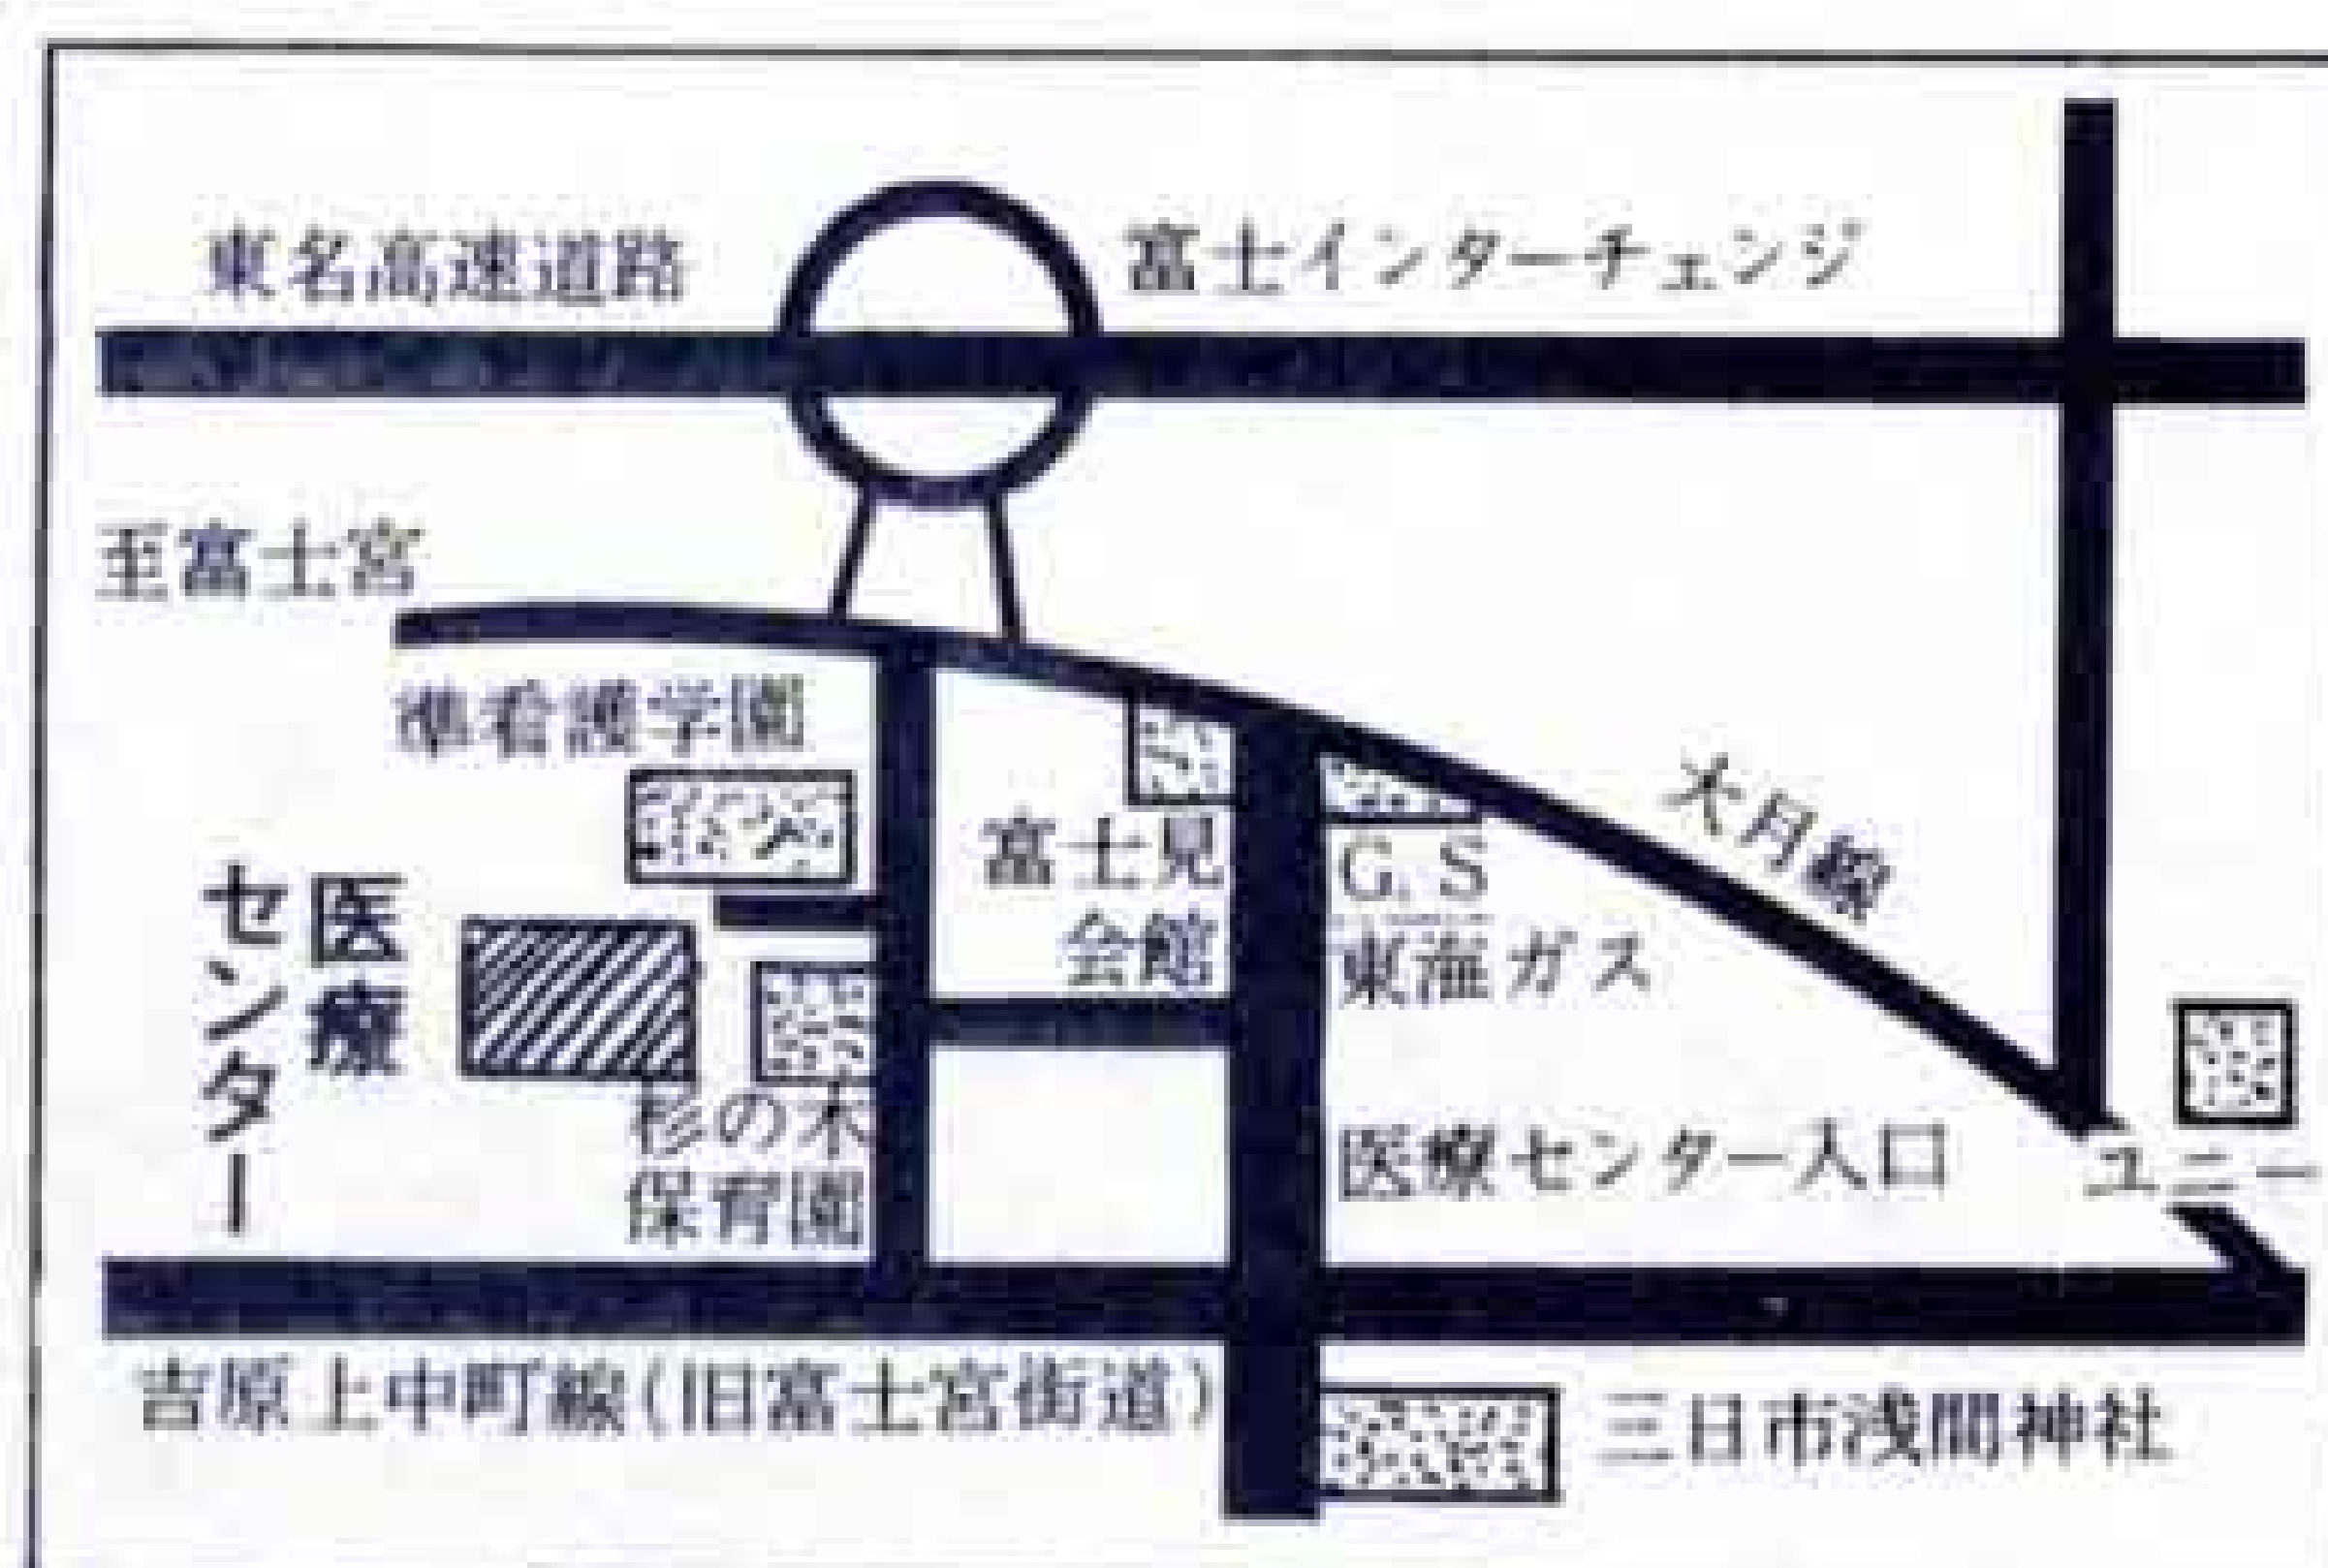 東名高速道路
富士インターチェンジ
至富士宮
準看護学園
大月線
富士見
会館
G.S
東海ガス
医療
センター
杉の木
保育園
医療センター入口
ユニー
吉原上中町線(旧富士宮街道)
三日市浅間神社